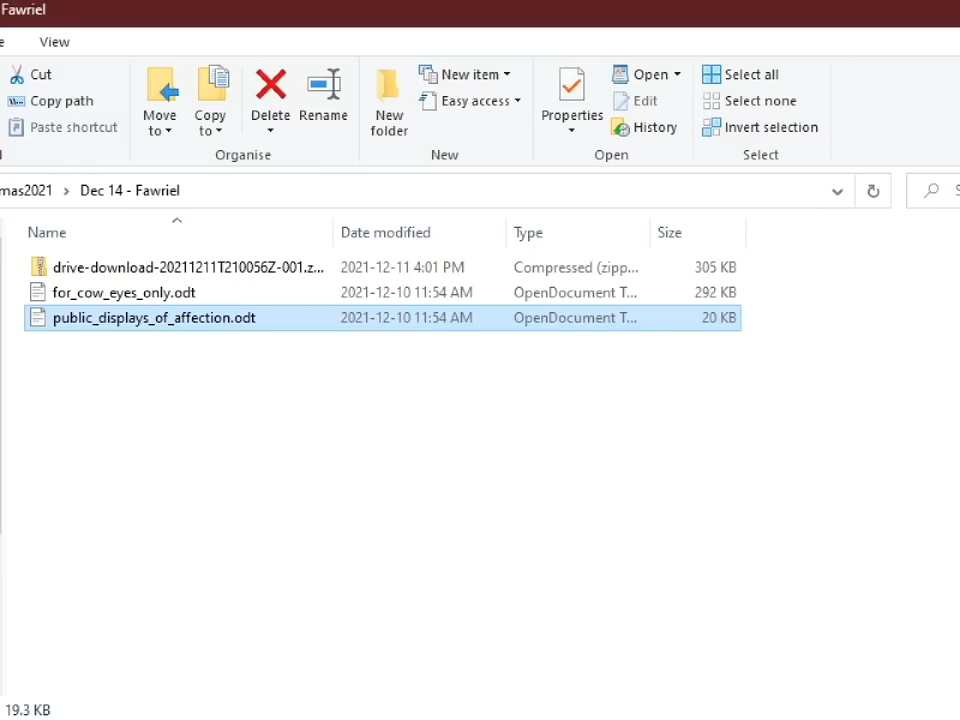 Fawriel
e View
Cut
Copy path
Paste shortcut
Move to
Copy to
Delete
Rename
Organise
New folder
New item
Easy access
New
Properties
Open
Edit
History
Open
Select all
Select none
Invert selection
Select
mas2021 > Dec 14 - Fawriel
Name Date modified Type Size
drive-download-20211211T210056Z-001.z... 2021-12-11 4:01 PM Compressed (zipp... 305 KB
for_cow_eyes_only.odt 2021-12-10 11:54 AM OpenDocument T... 292 KB
public_displays_of_affection.odt 2021-12-10 11:54 AM OpenDocument T... 20 KB
19.3 KB